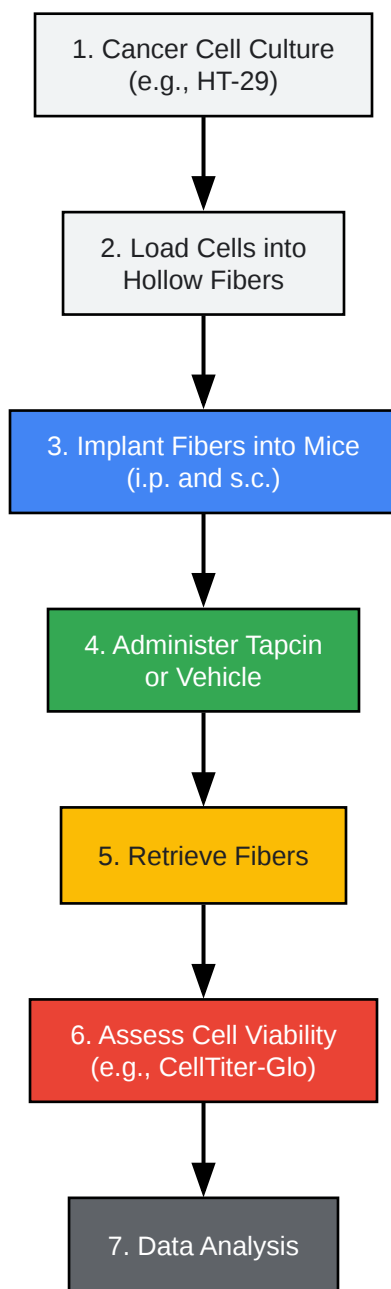 1. Cancer Cell Culture
(e.g., HT-29)
2. Load Cells into
Hollow Fibers
3. Implant Fibers into Mice
(i.p. and s.c.)
4. Administer Tapcin
or Vehicle
5. Retrieve Fibers
6. Assess Cell Viability
(e.g., CellTiter-Glo)
7. Data Analysis